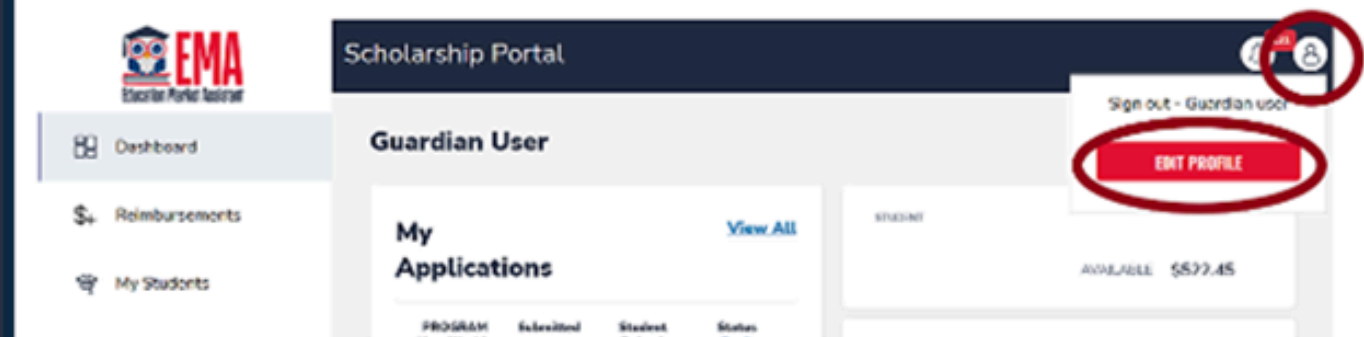 EMA
Education Market Assistant
Scholarship Portal
Sign out - Guardian user
EDIT PROFILE
Dashboard
Reimbursements
My Students
Guardian User
My
Applications
View All
STUDENT
AVAILABLE $522.45
PROGRAM Submitted Student Status